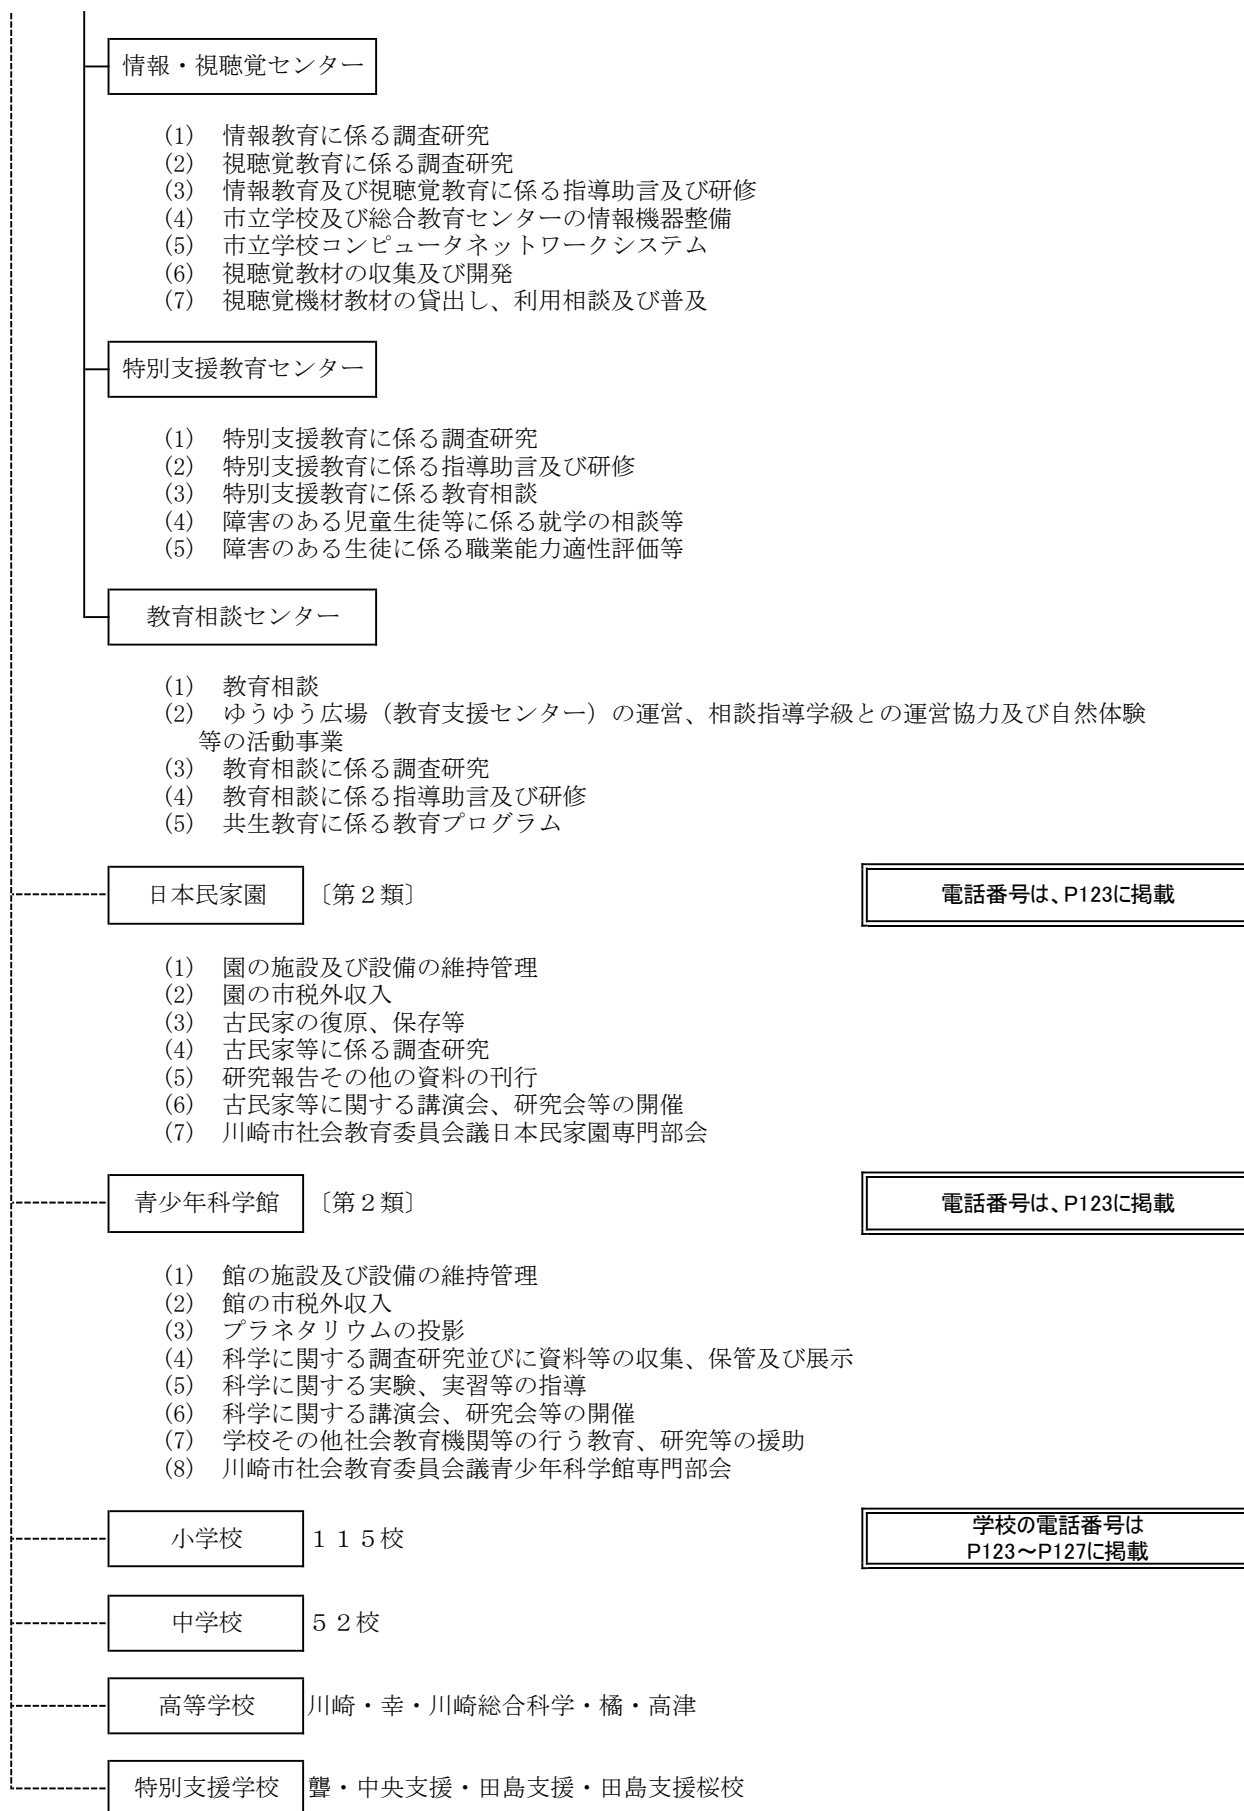 情報・視聴覚センター
(1) 情報教育に係る調査研究
(2) 視聴覚教育に係る調査研究
(3) 情報教育及び視聴覚教育に係る指導助言及び研修
(4) 市立学校及び総合教育センターの情報機器整備
(5) 市立学校コンピュータネットワークシステム
(6) 視聴覚教材の収集及び開発
(7) 視聴覚機材教材の貸出し、利用相談及び普及
特別支援教育センター
(1) 特別支援教育に係る調査研究
(2) 特別支援教育に係る指導助言及び研修
(3) 特別支援教育に係る教育相談
(4) 障害のある児童生徒等に係る就学の相談等
(5) 障害のある生徒に係る職業能力適性評価等
教育相談センター
(1) 教育相談
(2) ゆうゆう広場（教育支援センター）の運営、相談指導学級との運営協力及び自然体験
等の活動事業
(3) 教育相談に係る調査研究
(4) 教育相談に係る指導助言及び研修
(5) 共生教育に係る教育プログラム
日本民家園 〔第２類〕 電話番号は、P123に掲載
(1) 園の施設及び設備の維持管理
(2) 園の市税外収入
(3) 古民家の復原、保存等
(4) 古民家等に係る調査研究
(5) 研究報告その他の資料の刊行
(6) 古民家等に関する講演会、研究会等の開催
(7) 川崎市社会教育委員会議日本民家園専門部会
青少年科学館 〔第２類〕 電話番号は、P123に掲載
(1) 館の施設及び設備の維持管理
(2) 館の市税外収入
(3) プラネタリウムの投影
(4) 科学に関する調査研究並びに資料等の収集、保管及び展示
(5) 科学に関する実験、実習等の指導
(6) 科学に関する講演会、研究会等の開催
(7) 学校その他社会教育機関等の行う教育、研究等の援助
(8) 川崎市社会教育委員会議青少年科学館専門部会
小学校 １１５校
学校の電話番号は
P123～P127に掲載
中学校 ５２校
高等学校 川崎・幸・川崎総合科学・橘・高津
特別支援学校 聾・中央支援・田島支援・田島支援桜校